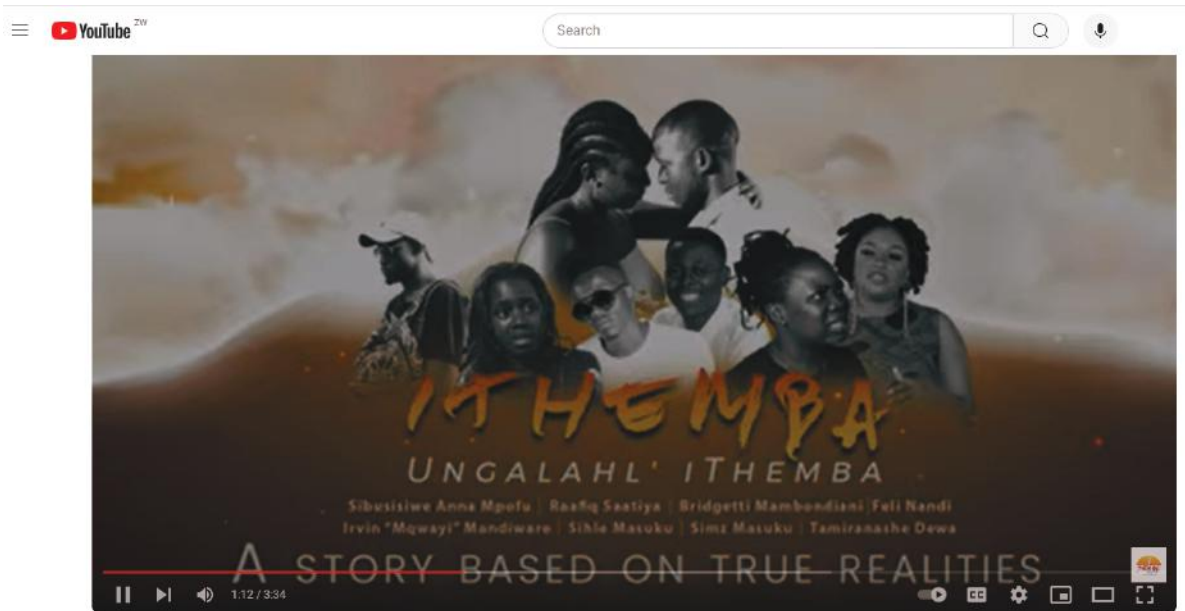 YouTube ZW
Search
ITHEMBA
UNGALAHL' ITHEMBA
Sibusisiwe Anna Mpofu | Raafiq Saatiya | Bridgetti Mambondiani | Feli Nandi
Irvin "Mqwayi" Mandiware | Sihle Masuku | Simz Masuku | Tamiranashe Dewa
A STORY BASED ON TRUE REALITIES
1:12 / 3:34
CC